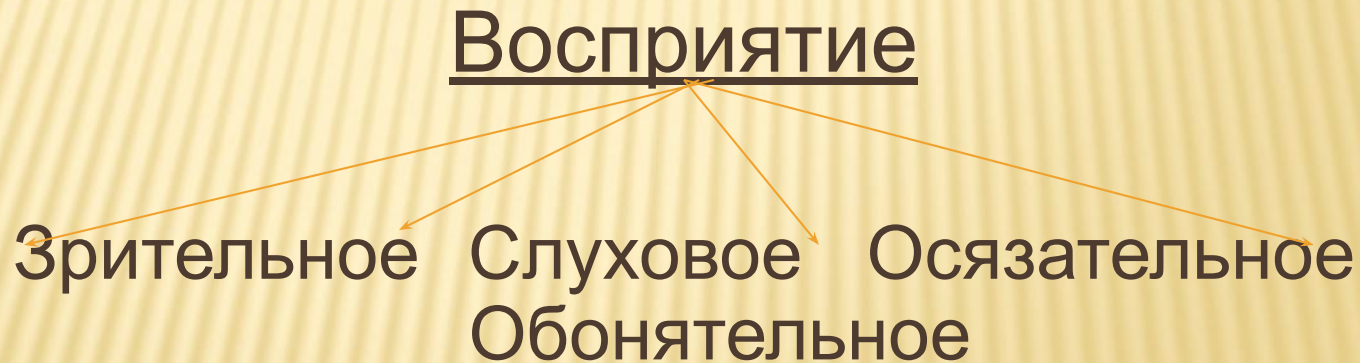 Восприятие
Зрительное Слуховое Осязательное
Обонятельное